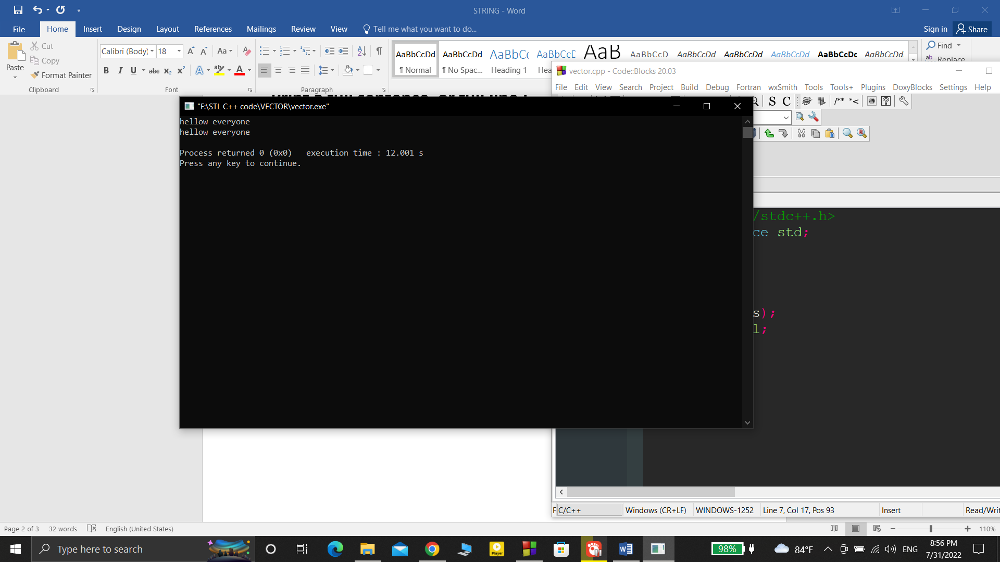 STRING - Word
File Home Insert Design Layout References Mailings Review View Tell me what you want to do... Sign in Share
Cut
Copy
Paste
Format Painter
Clipboard
Calibri (Body) 18
Font
Paragraph
AaBbCcDd AaBbCcDd AaBbCc AaBbCcD AaB AaBbCcD AaBbCcDd AaBbCcDd AaBbCcDd AaBbCcDc AaBbCcDd
¶ Normal ¶ No Spac... Heading 1 Hea
Find
Replace
vector.cpp - Code::Blocks 20.03
File Edit View Search Project Build Debug Fortran wxSmith Tools Tools+ Plugins DoxyBlocks Settings Help
"F:\STL C++ code\VECTOR\vector.exe"
hellow everyone
hellow everyone
Process returned 0 (0x0) execution time : 12.001 s
Press any key to continue.
S C /** *<
/stdc++.h>
ce std;
s);
l;
F C/C++ Windows (CR+LF) WINDOWS-1252 Line 7, Col 17, Pos 93 Insert Read/Writ
Page 2 of 3 32 words English (United States) 110%
Type here to search
98% 84°F ENG
8:56 PM
7/31/2022